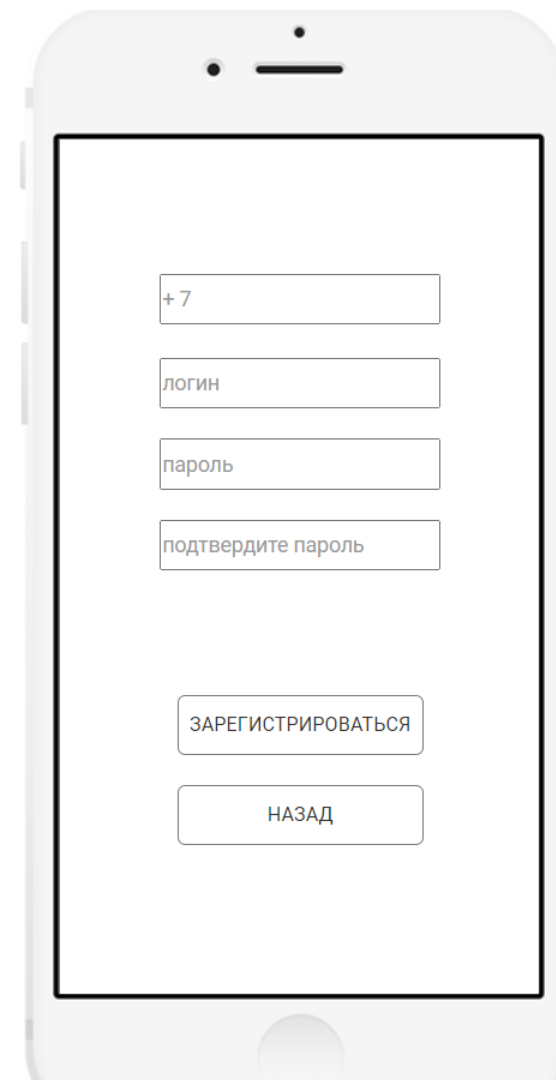 + 7
логин
пароль
подтвердите пароль
ЗАРЕГИСТРИРОВАТЬСЯ
НАЗАД